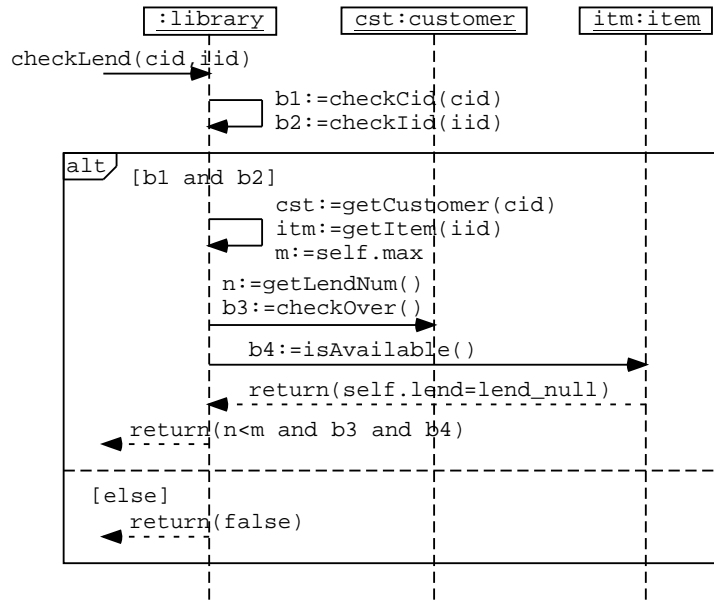 :library cst:customer itm:item
checkLend(cid,iid)
b1:=checkCid(cid)
b2:=checkIid(iid)
alt
[b1 and b2]
cst:=getCustomer(cid)
itm:=getItem(iid)
m:=self.max
n:=getLendNum()
b3:=checkOver()
b4:=isAvailable()
return(self.lend=lend_null)
return(n<m and b3 and b4)
[else]
return(false)